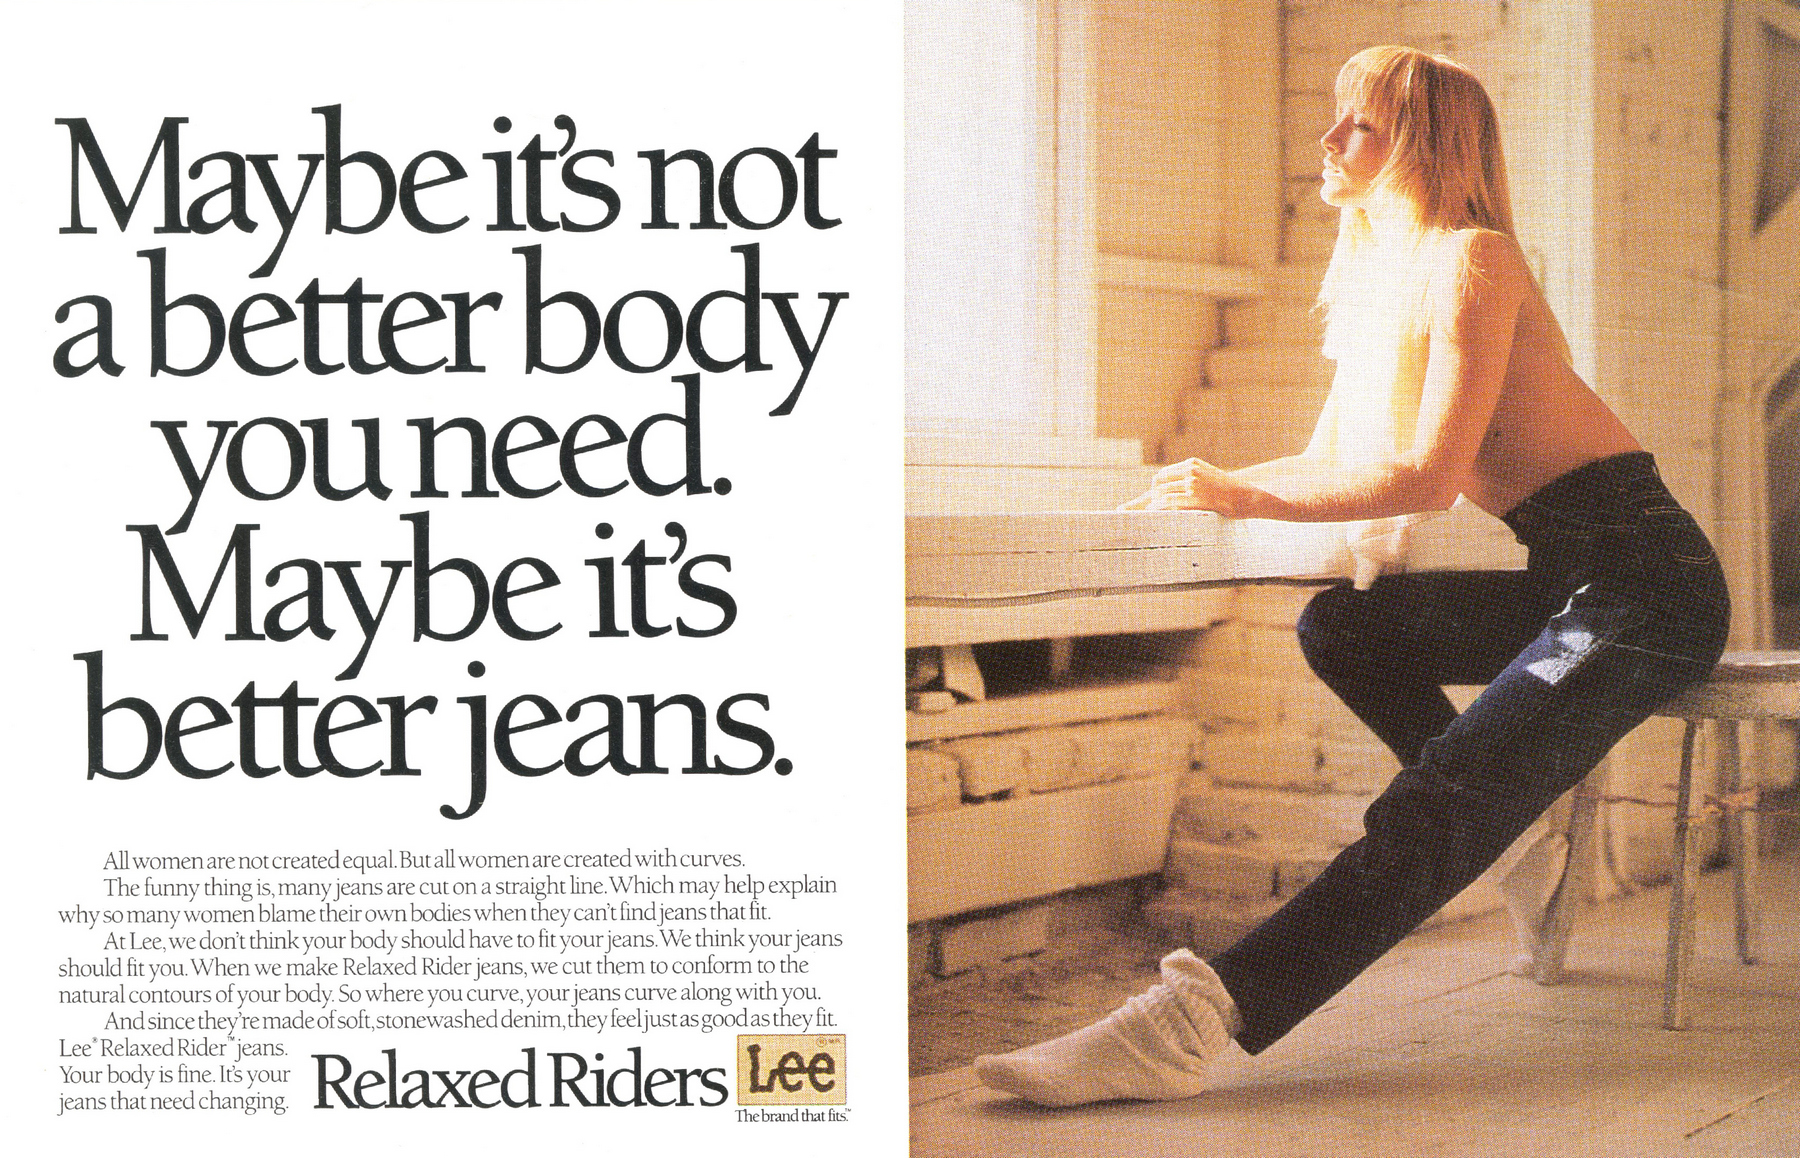 Maybe it's not
a better body
you need.
Maybe it's
better jeans.
All women are not created equal. But all women are created with curves.
The funny thing is, many jeans are cut on a straight line. Which may help explain
why so many women blame their own bodies when they can't find jeans that fit.
At Lee, we don't think your body should have to fit your jeans. We think your jeans
should fit you. When we make Relaxed Rider jeans, we cut them to conform to the
natural contours of your body. So where you curve, your jeans curve along with you.
And since they're made of soft, stonewashed denim, they feel just as good as they fit.
Lee® Relaxed Rider™ jeans.
Your body is fine. It's your
jeans that need changing.
Relaxed Riders
Lee ® MR
The brand that fits.™